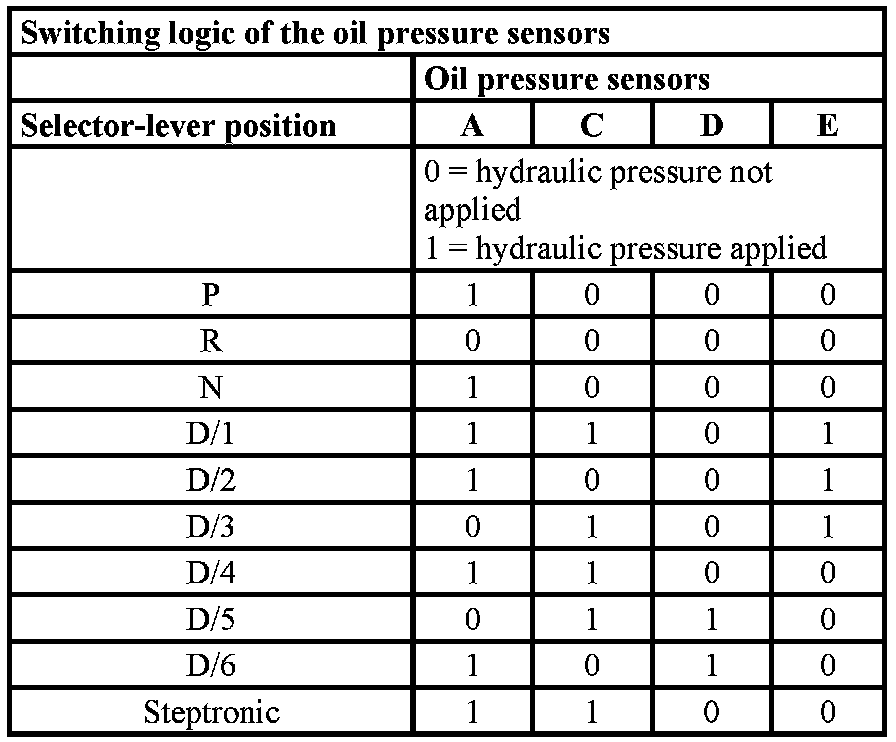 Switching logic of the oil pressure sensors
Oil pressure sensors
Selector-lever position A C D E
0 = hydraulic pressure not
applied
1 = hydraulic pressure applied
P 1 0 0 0
R 0 0 0 0
N 1 0 0 0
D/1 1 1 0 1
D/2 1 0 0 1
D/3 0 1 0 1
D/4 1 1 0 0
D/5 0 1 1 0
D/6 1 0 1 0
Steptronic 1 1 0 0